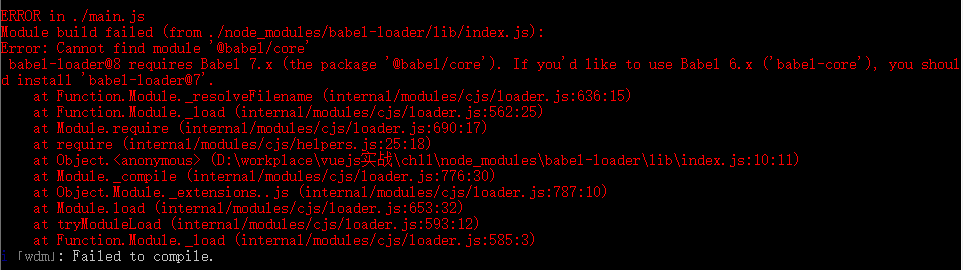 ERROR in ./main.js
Module build failed (from ./node_modules/babel-loader/lib/index.js):
Error: Cannot find module '@babel/core'
 babel-loader@8 requires Babel 7.x (the package '@babel/core'). If you'd like to use Babel 6.x ('babel-core'), you shoul
d install 'babel-loader@7'.
    at Function.Module._resolveFilename (internal/modules/cjs/loader.js:636:15)
    at Function.Module._load (internal/modules/cjs/loader.js:562:25)
    at Module.require (internal/modules/cjs/loader.js:690:17)
    at require (internal/modules/cjs/helpers.js:25:18)
    at Object.<anonymous> (D:\workplace\vuejs实战\ch11\node_modules\babel-loader\lib\index.js:10:11)
    at Module._compile (internal/modules/cjs/loader.js:776:30)
    at Object.Module._extensions..js (internal/modules/cjs/loader.js:787:10)
    at Module.load (internal/modules/cjs/loader.js:653:32)
    at tryModuleLoad (internal/modules/cjs/loader.js:593:12)
    at Function.Module._load (internal/modules/cjs/loader.js:585:3)
i ｢wdm｣: Failed to compile.